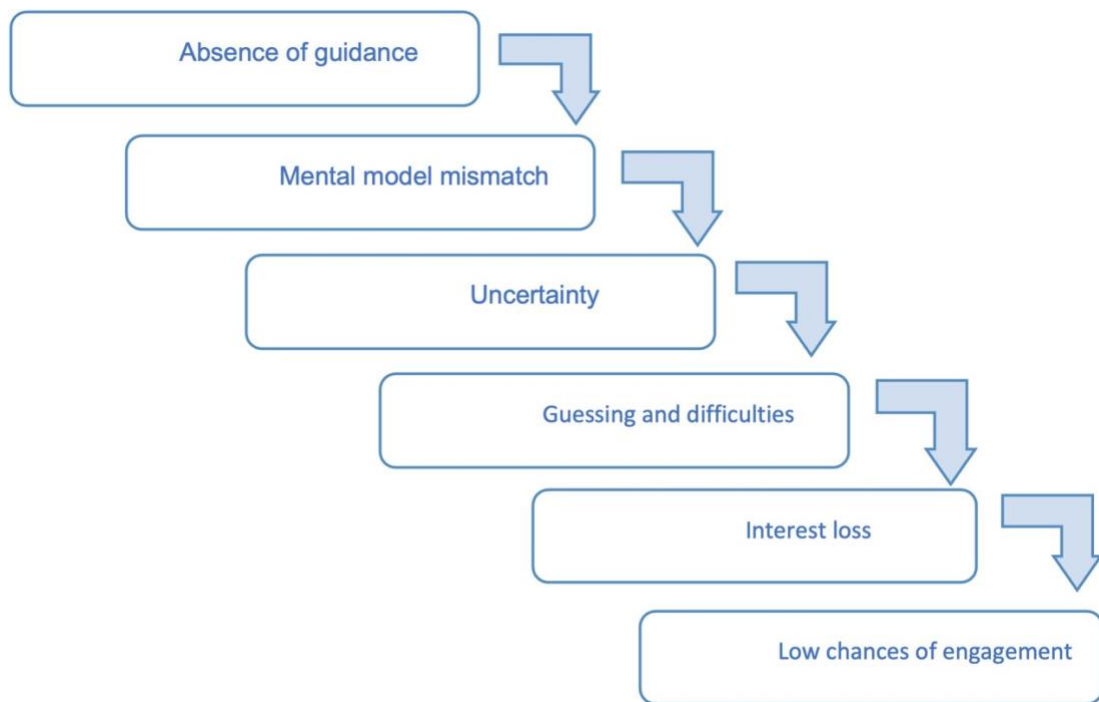 Absence of guidance
Mental model mismatch
Uncertainty
Guessing and difficulties
Interest loss
Low chances of engagement